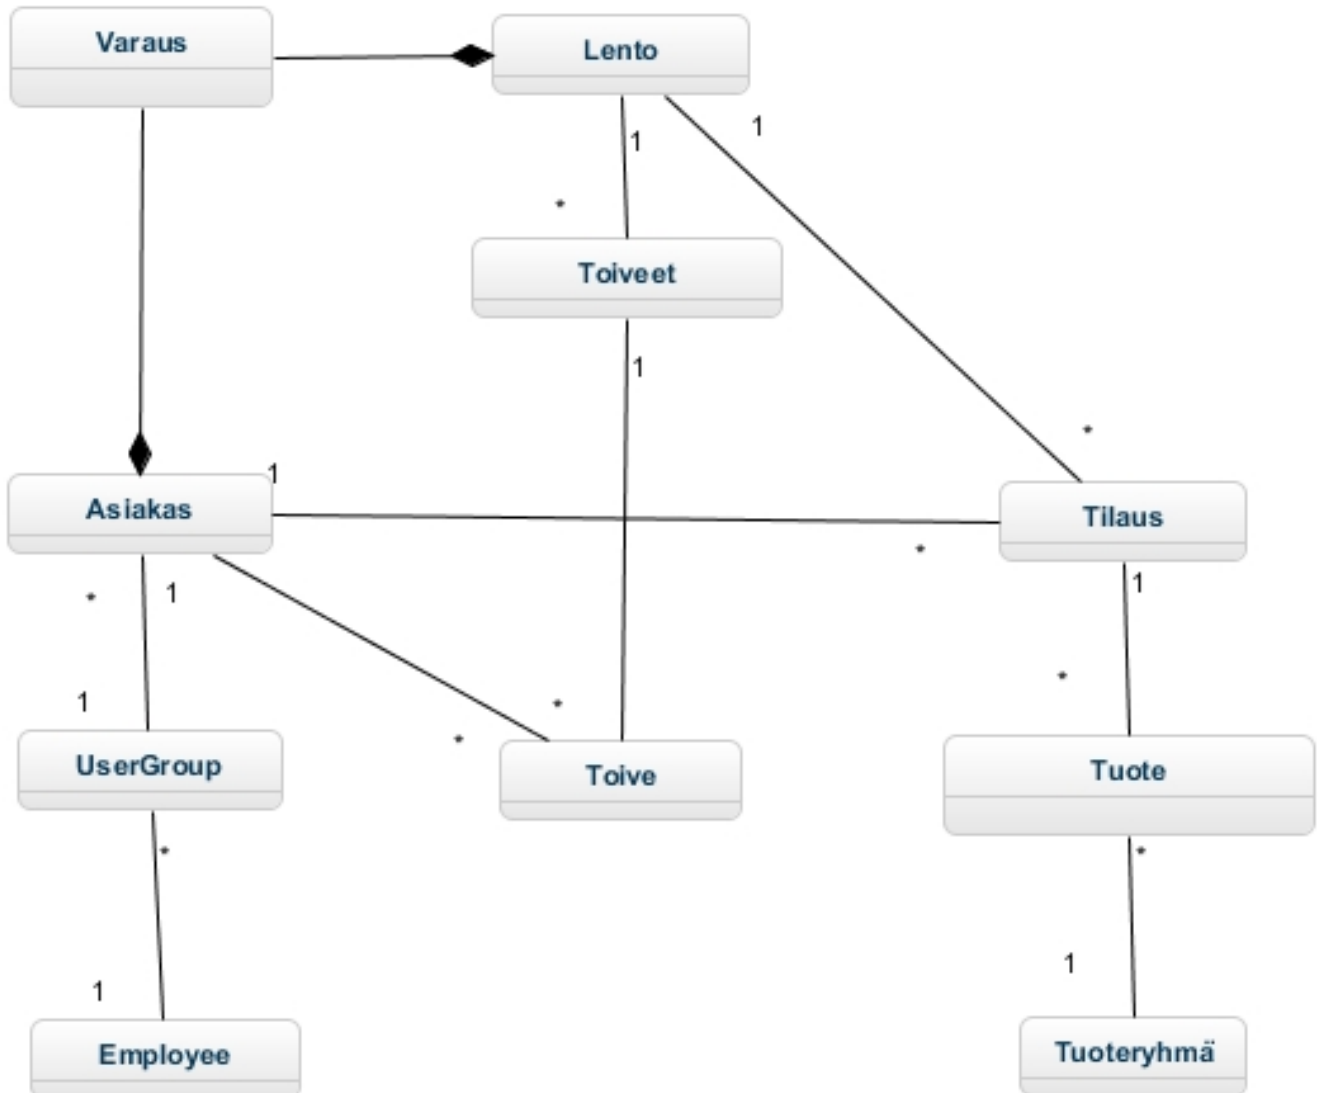 Varaus
Lento
1
1
*
Toiveet
1
*
1
Asiakas
Tilaus
*
*
1
1
1
*
*
1
*
UserGroup
Toive
Tuote
*
*
1
1
Employee
Tuoteryhmä